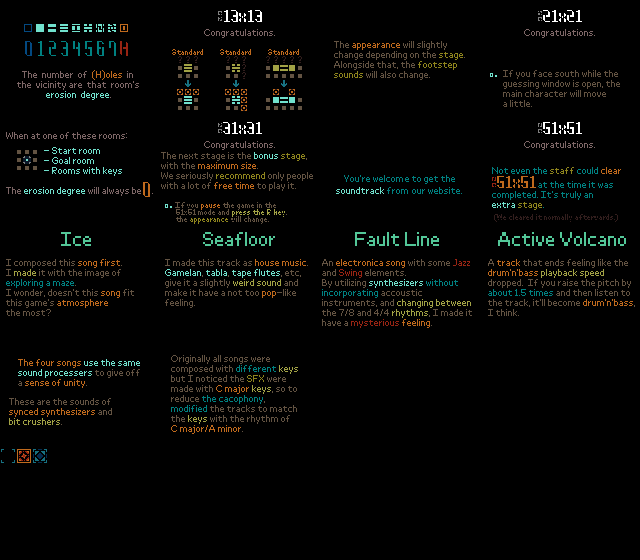 0 1 2 3 4 5 6 7 H
The number of (H)oles in
the vicinity are that room's
erosion degree.
13x13
Congratulations.
Standard
Standard
Standard
? ? ?
The appearance will slightly
change depending on the stage.
Alongside that, the footstep
sounds will also change.
21x21
Congratulations.
If you face south while the
guessing window is open, the
main character will move
a little.
When at one of these rooms:
– Start room
– Goal room
– Rooms with keys
The erosion degree will always be 0.
31x31
Congratulations.
The next stage is the bonus stage,
with the maximum size.
We seriously recommend only people
with a lot of free time to play it.
If you pause the game in the
51x51 mode and press the R key,
the appearance will change.
You're welcome to get the
soundtrack from our website.
51x51
Congratulations.
Not even the staff could clear
51x51 at the time it was
completed. It's truly an
extra stage.
(We cleared it normally afterwards.)
Ice
I composed this song first.
I made it with the image of
exploring a maze.
I wonder, doesn't this song fit
this game's atmosphere
the most?
Seafloor
I made this track as house music.
Gamelan, tabla, tape flutes, etc,
give it a slightly weird sound and
make it have a not too pop-like
feeling.
Fault Line
An electronica song with some Jazz
and Swing elements.
By utilizing synthesizers without
incorporating accoustic
instruments, and changing between
the 7/8 and 4/4 rhythms, I made it
have a mysterious feeling.
Active Volcano
A track that ends feeling like the
drum'n'bass playback speed
dropped. If you raise the pitch by
about 1.5 times and then listen to
the track, it'll become drum'n'bass,
I think.
The four songs use the same
sound processers to give off
a sense of unity.
These are the sounds of
synced synthesizers and
bit crushers.
Originally all songs were
composed with different keys
but I noticed the SFX were
made with C major keys, so to
reduce the cacophony,
modified the tracks to match
the keys with the rhythm of
C major/A minor.